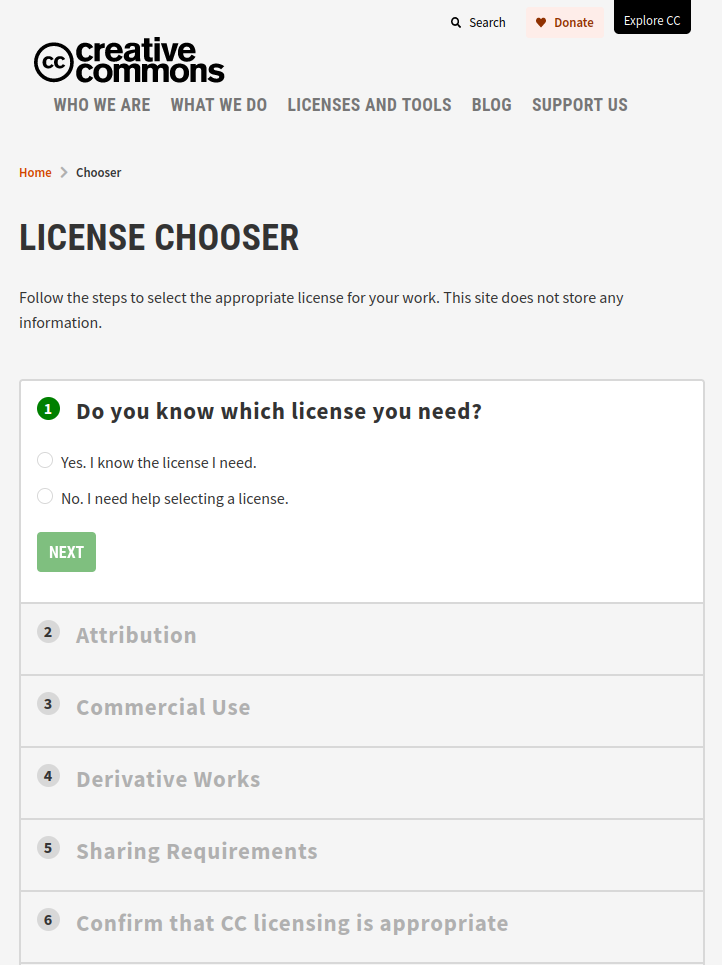 Search
Donate
Explore CC
cc creative
commons
WHO WE ARE WHAT WE DO LICENSES AND TOOLS BLOG SUPPORT US
Home Chooser
LICENSE CHOOSER
Follow the steps to select the appropriate license for your work. This site does not store any
information.
1 Do you know which license you need?
Yes. I know the license I need.
No. I need help selecting a license.
NEXT
2 Attribution
3 Commercial Use
4 Derivative Works
5 Sharing Requirements
6 Confirm that CC licensing is appropriate